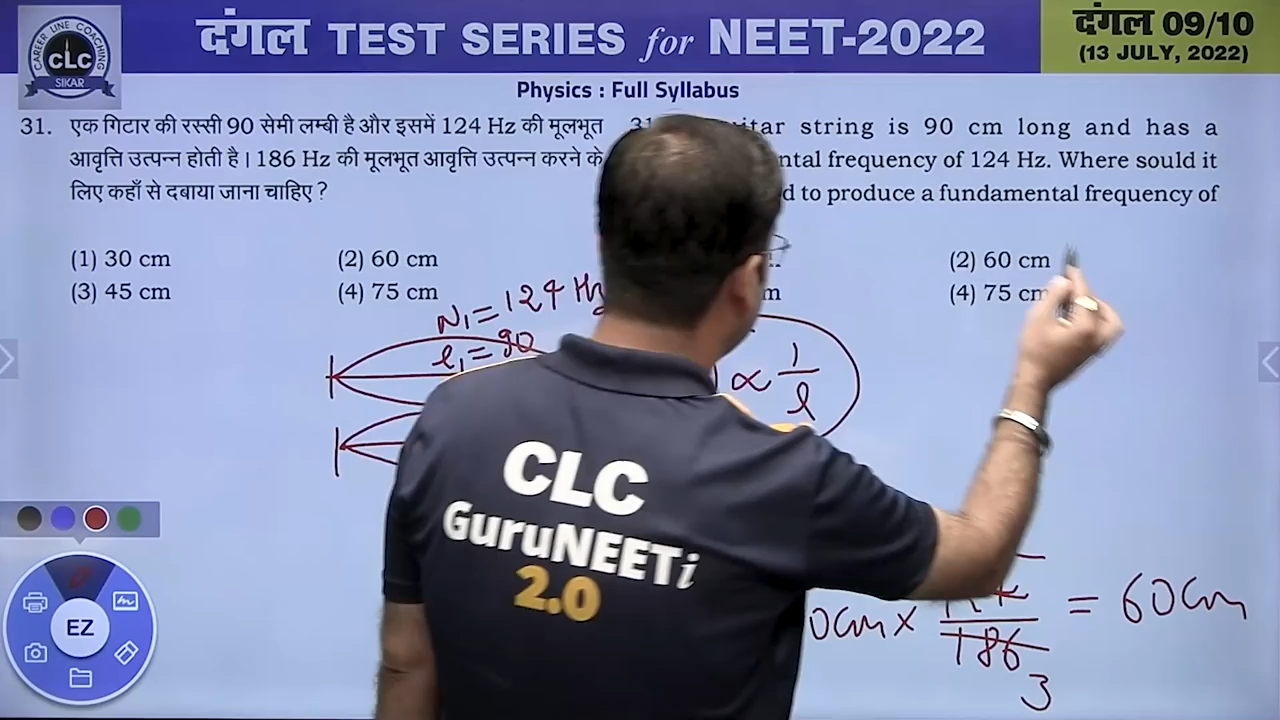 दंगल TEST SERIES for NEET-2022
दंगल 09/10
(13 JULY, 2022)
CAREER LINE COACHING
CLC
SIKAR
Physics : Full Syllabus
31. एक गिटार की रस्सी 90 सेमी लम्बी है और इसमें 124 Hz की मूलभूत
आवृत्ति उत्पन्न होती है। 186 Hz की मूलभूत आवृत्ति उत्पन्न करने के
लिए कहाँ से दबाया जाना चाहिए ?
(1) 30 cm (2) 60 cm
(3) 45 cm (4) 75 cm
string is 90 cm long and has a
frequency of 124 Hz. Where sould it
to produce a fundamental frequency of
(2) 60 cm
(4) 75 cm
N₁ = 124 Hz
l₁ = 90
∝ 1/l
cm × /186 = 60cm
3
CLC
GuruNEETi
2.0
EZ